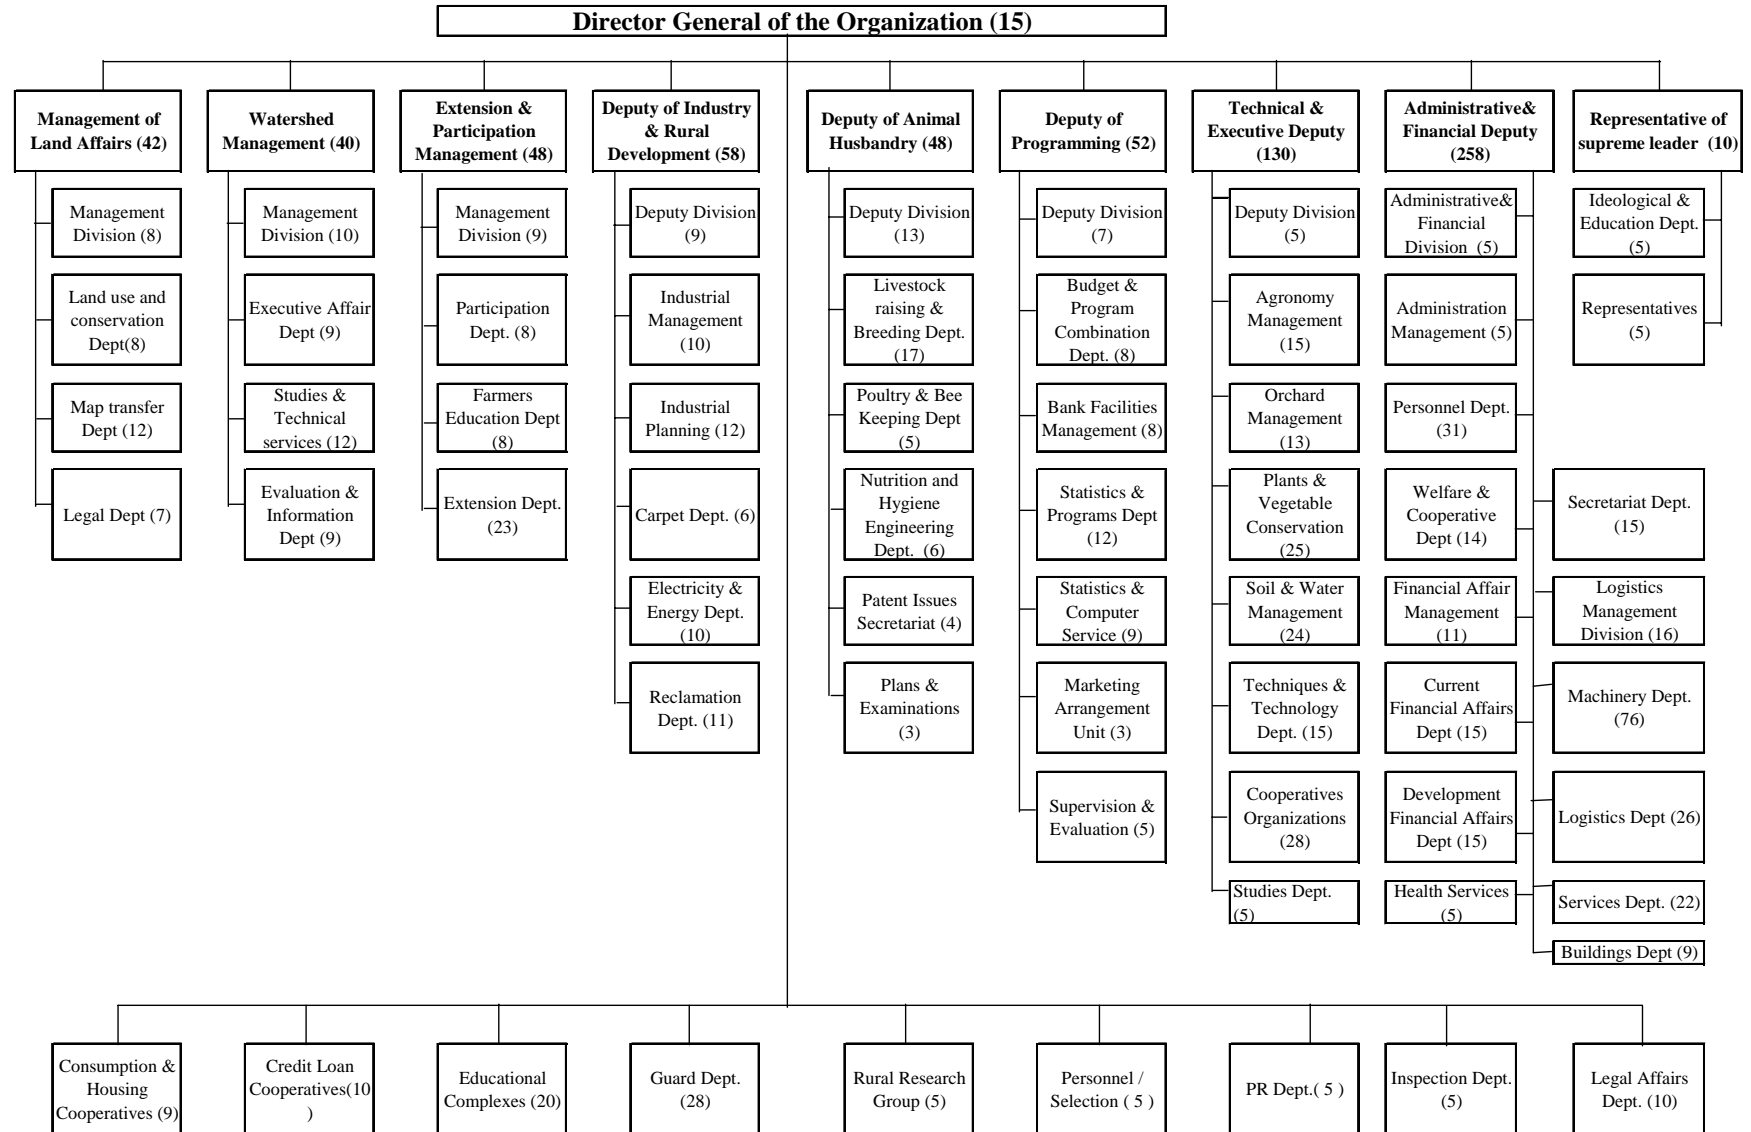 Director General of the Organization (15)
Management of
Land Affairs (42)
Watershed
Management (40)
Extension &
Participation
Management (48)
Deputy of Industry
& Rural
Development (58)
Deputy of Animal
Husbandry (48)
Deputy of
Programming (52)
Technical &
Executive Deputy
(130)
Administrative&
Financial Deputy
(258)
Representative of
supreme leader (10)
Management
Division (8)
Land use and
conservation
Dept(8)
Map transfer
Dept (12)
Legal Dept (7)
Management
Division (10)
Executive Affair
Dept (9)
Studies &
Technical
services (12)
Evaluation &
Information
Dept (9)
Management
Division (9)
Participation
Dept. (8)
Farmers
Education Dept
(8)
Extension Dept.
(23)
Deputy Division
(9)
Industrial
Management
(10)
Industrial
Planning (12)
Carpet Dept. (6)
Electricity &
Energy Dept.
(10)
Reclamation
Dept. (11)
Deputy Division
(13)
Livestock
raising &
Breeding Dept.
(17)
Poultry & Bee
Keeping Dept
(5)
Nutrition and
Hygiene
Engineering
Dept. (6)
Patent Issues
Secretariat (4)
Plans &
Examinations
(3)
Deputy Division
(7)
Budget &
Program
Combination
Dept. (8)
Bank Facilities
Management (8)
Statistics &
Programs Dept
(12)
Statistics &
Computer
Service (9)
Marketing
Arrangement
Unit (3)
Supervision &
Evaluation (5)
Deputy Division
(5)
Agronomy
Management
(15)
Orchard
Management
(13)
Plants &
Vegetable
Conservation
(25)
Soil & Water
Management
(24)
Techniques &
Technology
Dept. (15)
Cooperatives
Organizations
(28)
Studies Dept.
(5)
Administrative&
Financial
Division (5)
Administration
Management (5)
Personnel Dept.
(31)
Welfare &
Cooperative
Dept (14)
Financial Affair
Management
(11)
Current
Financial Affairs
Dept (15)
Development
Financial Affairs
Dept (15)
Health Services
(5)
Ideological &
Education Dept.
(5)
Representatives
(5)
Secretariat Dept.
(15)
Logistics
Management
Division (16)
Machinery Dept.
(76)
Logistics Dept (26)
Services Dept. (22)
Buildings Dept (9)
Consumption &
Housing
Cooperatives (9)
Credit Loan
Cooperatives(10
)
Educational
Complexes (20)
Guard Dept.
(28)
Rural Research
Group (5)
Personnel /
Selection ( 5 )
PR Dept.( 5 )
Inspection Dept.
(5)
Legal Affairs
Dept. (10)